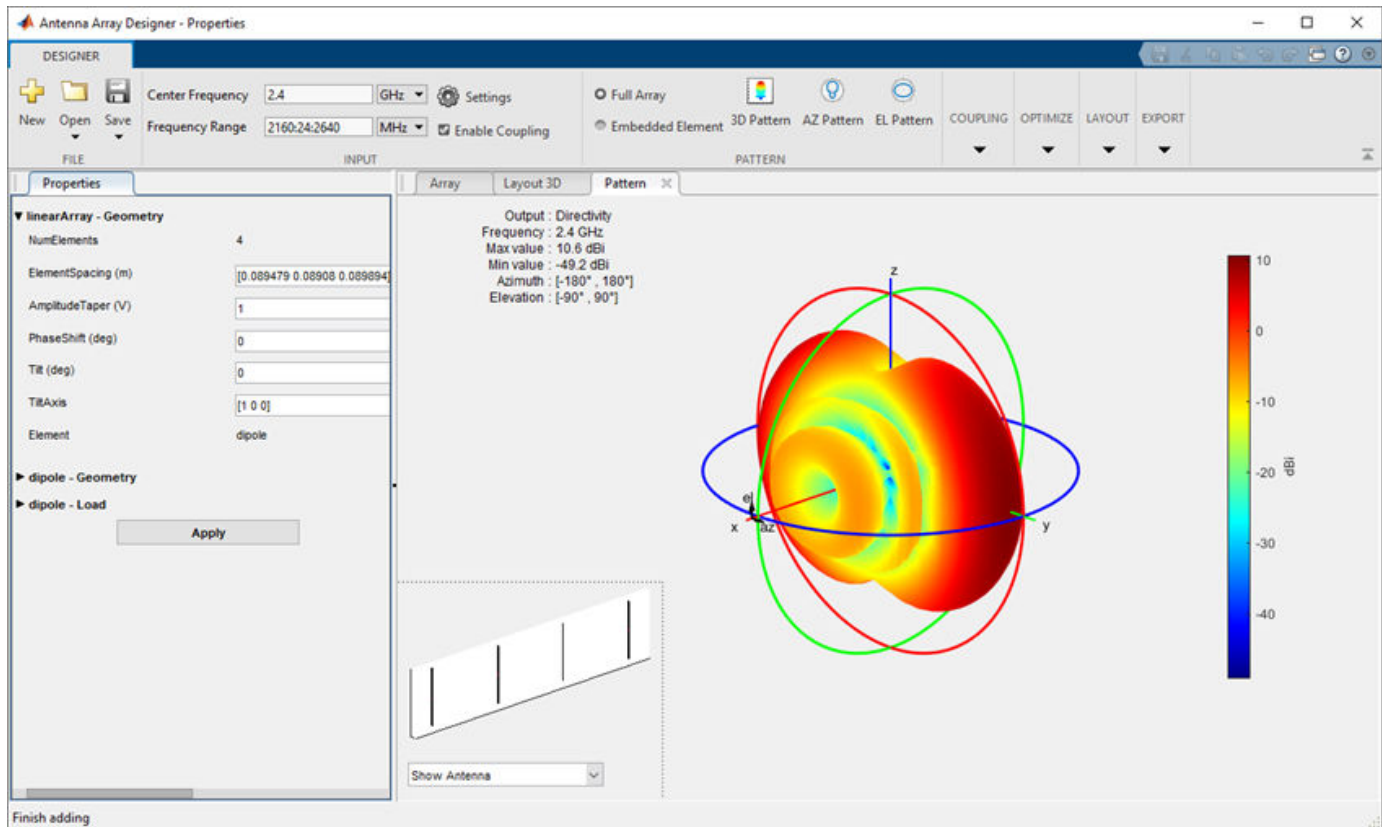 Antenna Array Designer - Properties
DESIGNER
New Open Save
FILE
Center Frequency 2.4 GHz Settings
Frequency Range 2160:24:2640 MHz Enable Coupling
INPUT
Full Array
Embedded Element
3D Pattern AZ Pattern EL Pattern
PATTERN
COUPLING OPTIMIZE LAYOUT EXPORT
Properties
linearArray - Geometry
NumElements 4
ElementSpacing (m) [0.089479 0.08908 0.089894]
AmplitudeTaper (V) 1
PhaseShift (deg) 0
Tilt (deg) 0
TiltAxis [1 0 0]
Element dipole
dipole - Geometry
dipole - Load
Apply
Array Layout 3D Pattern
Output : Directivity
Frequency : 2.4 GHz
Max value : 10.6 dBi
Min value : -49.2 dBi
Azimuth : [-180° , 180°]
Elevation : [-90° , 90°]
z
el
x az
y
10
0
-10
-20
-30
-40
dBi
Show Antenna
Finish adding